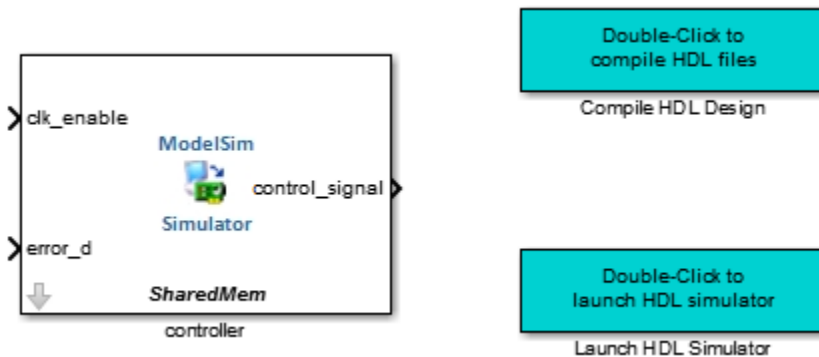 clk_enable
ModelSim
control_signal
Simulator
error_d
SharedMem
controller
Double-Click to
compile HDL files
Compile HDL Design
Double-Click to
launch HDL simulator
Launch HDL Simulator